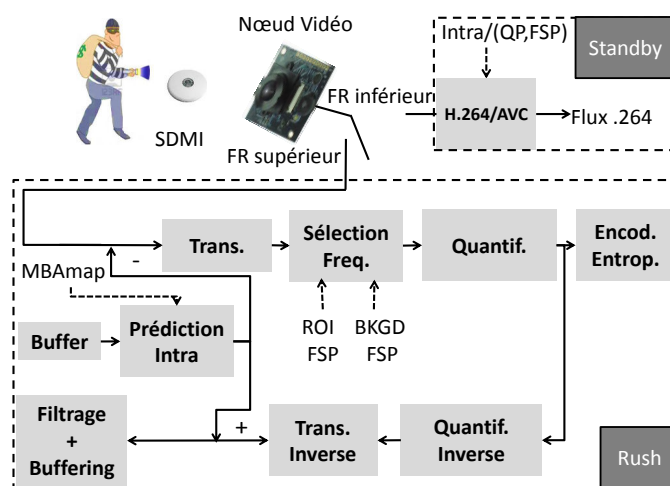 Nœud Vidéo
$
SDMI
FR inférieur
FR supérieur
Intra/(QP,FSP)
Standby
H.264/AVC
Flux .264
Trans.
Sélection
Freq.
Quantif.
Encod.
Entrop.
-
MBAmap
Buffer
Prédiction
Intra
ROI
FSP
BKGD
FSP
Filtrage
+
Buffering
+
Trans.
Inverse
Quantif.
Inverse
Rush